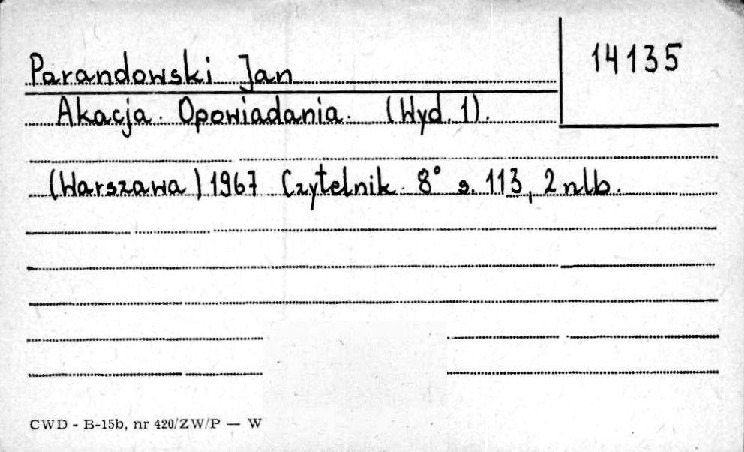 Parandowski Jan
14135
Akacja. Opowiadania. (Wyd. 1).
(Warszawa) 1967 Czytelnik. 8° s. 113, 2 nlb.
CWD - B-15b, nr 420/ZW/P — W